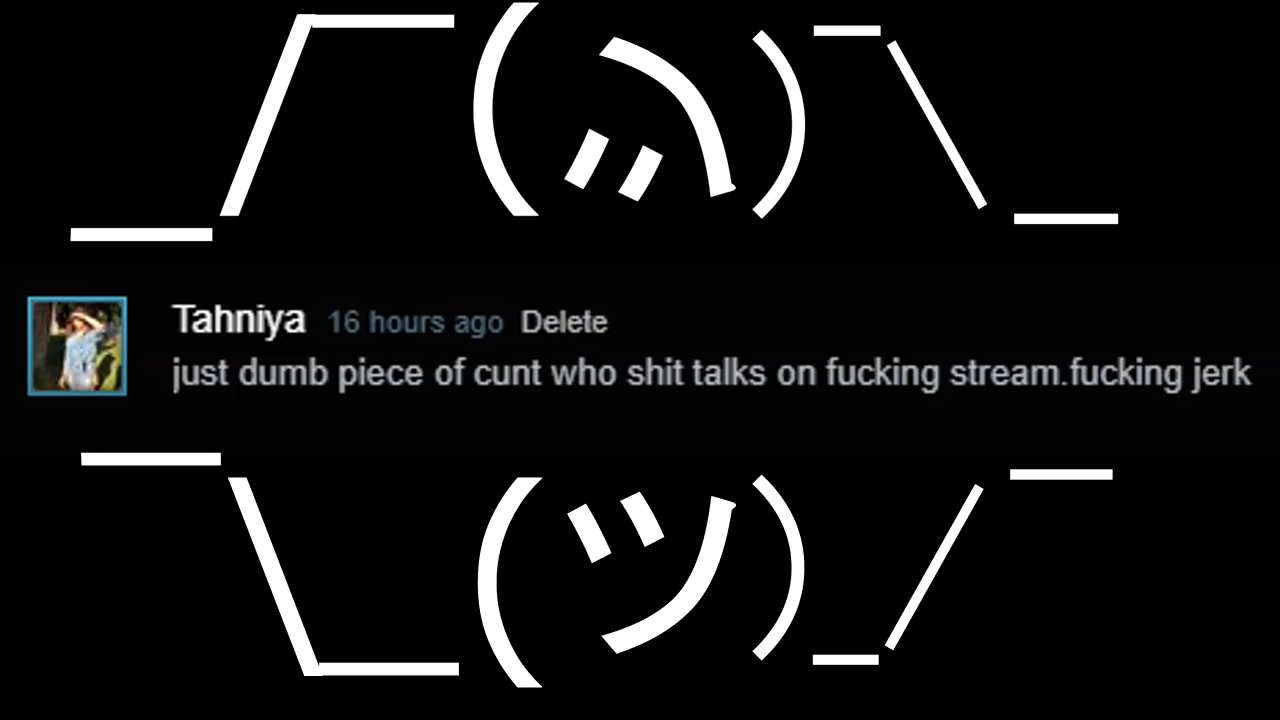 Tahniya 16 hours ago Delete
just dumb piece of cunt who shit talks on fucking stream.fucking jerk
¯\_(ツ)_/¯